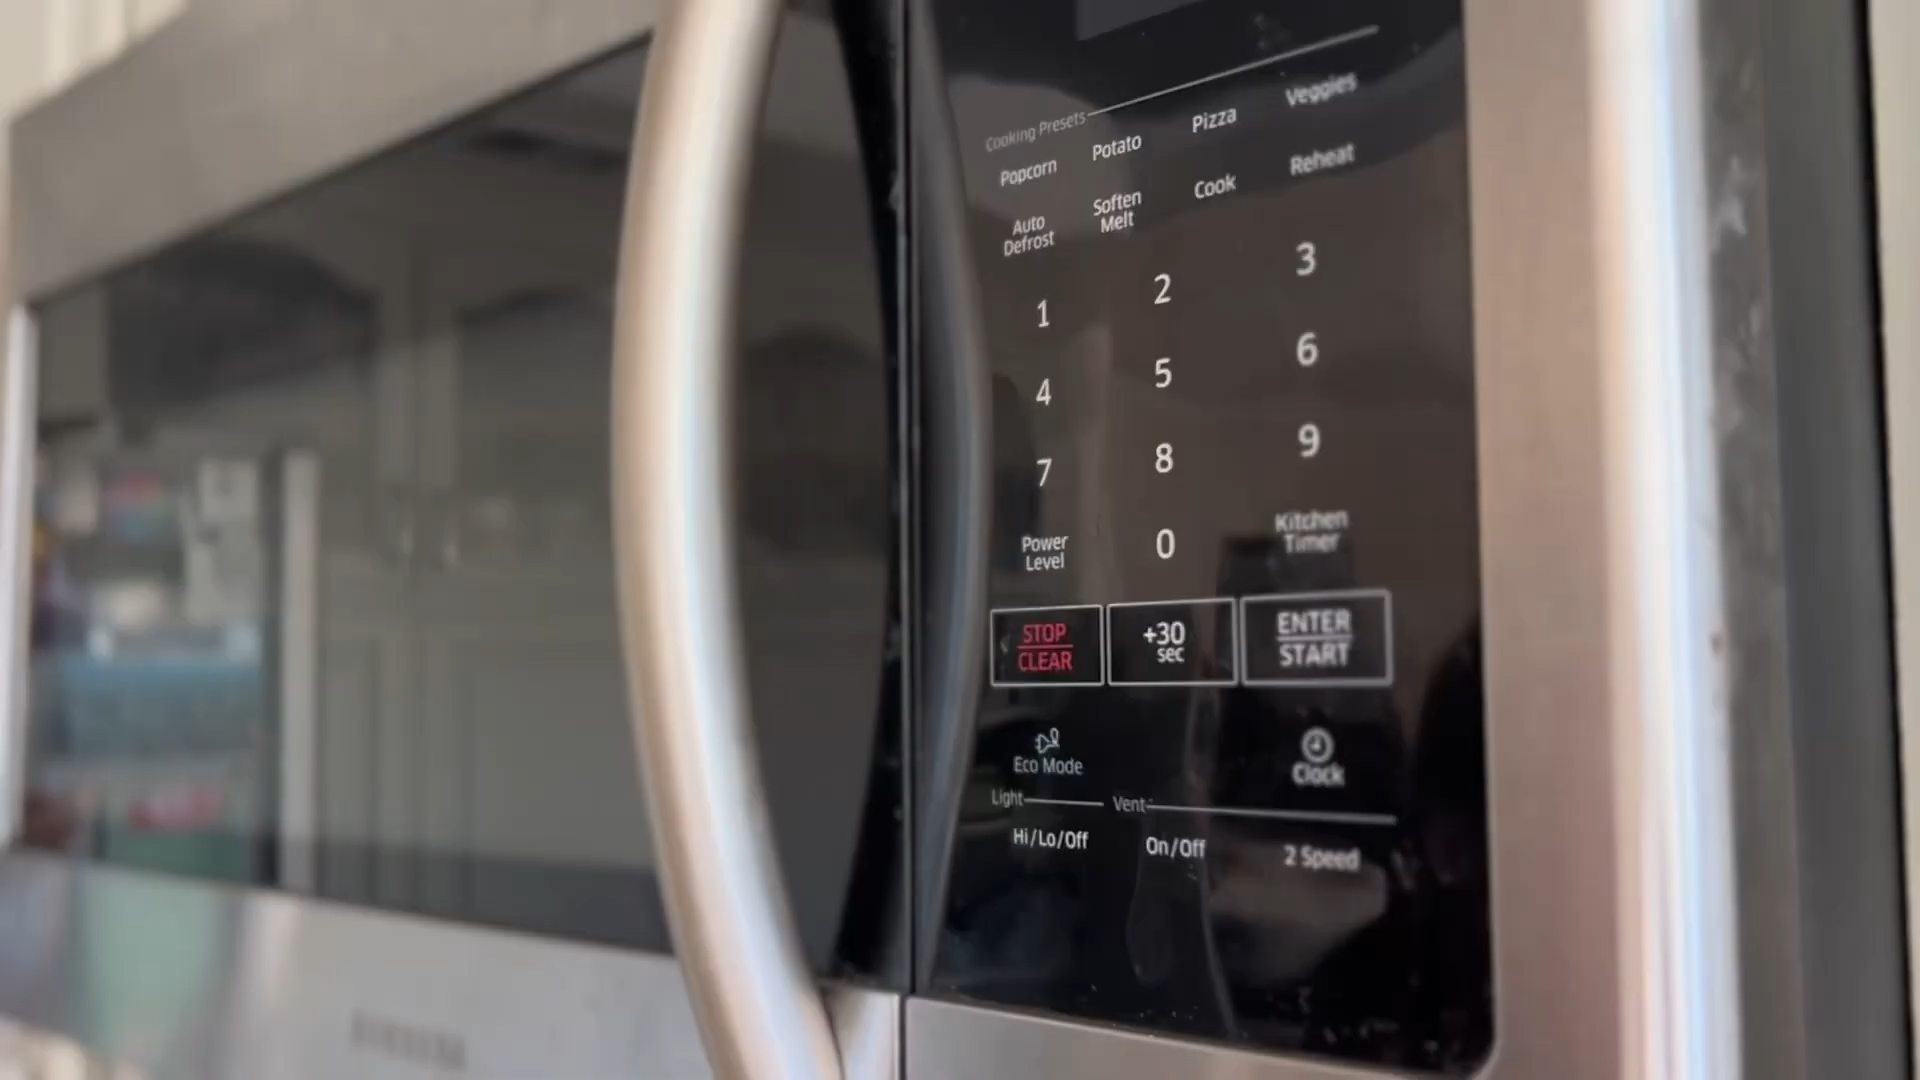 Cooking Presets
Popcorn Potato Pizza Veggies
Auto Defrost Soften Melt Cook Reheat
1 2 3
4 5 6
7 8 9
Power Level 0 Kitchen Timer
STOP CLEAR +30 sec ENTER START
Eco Mode Clock
Light Vent
Hi/Lo/Off On/Off 2 Speed